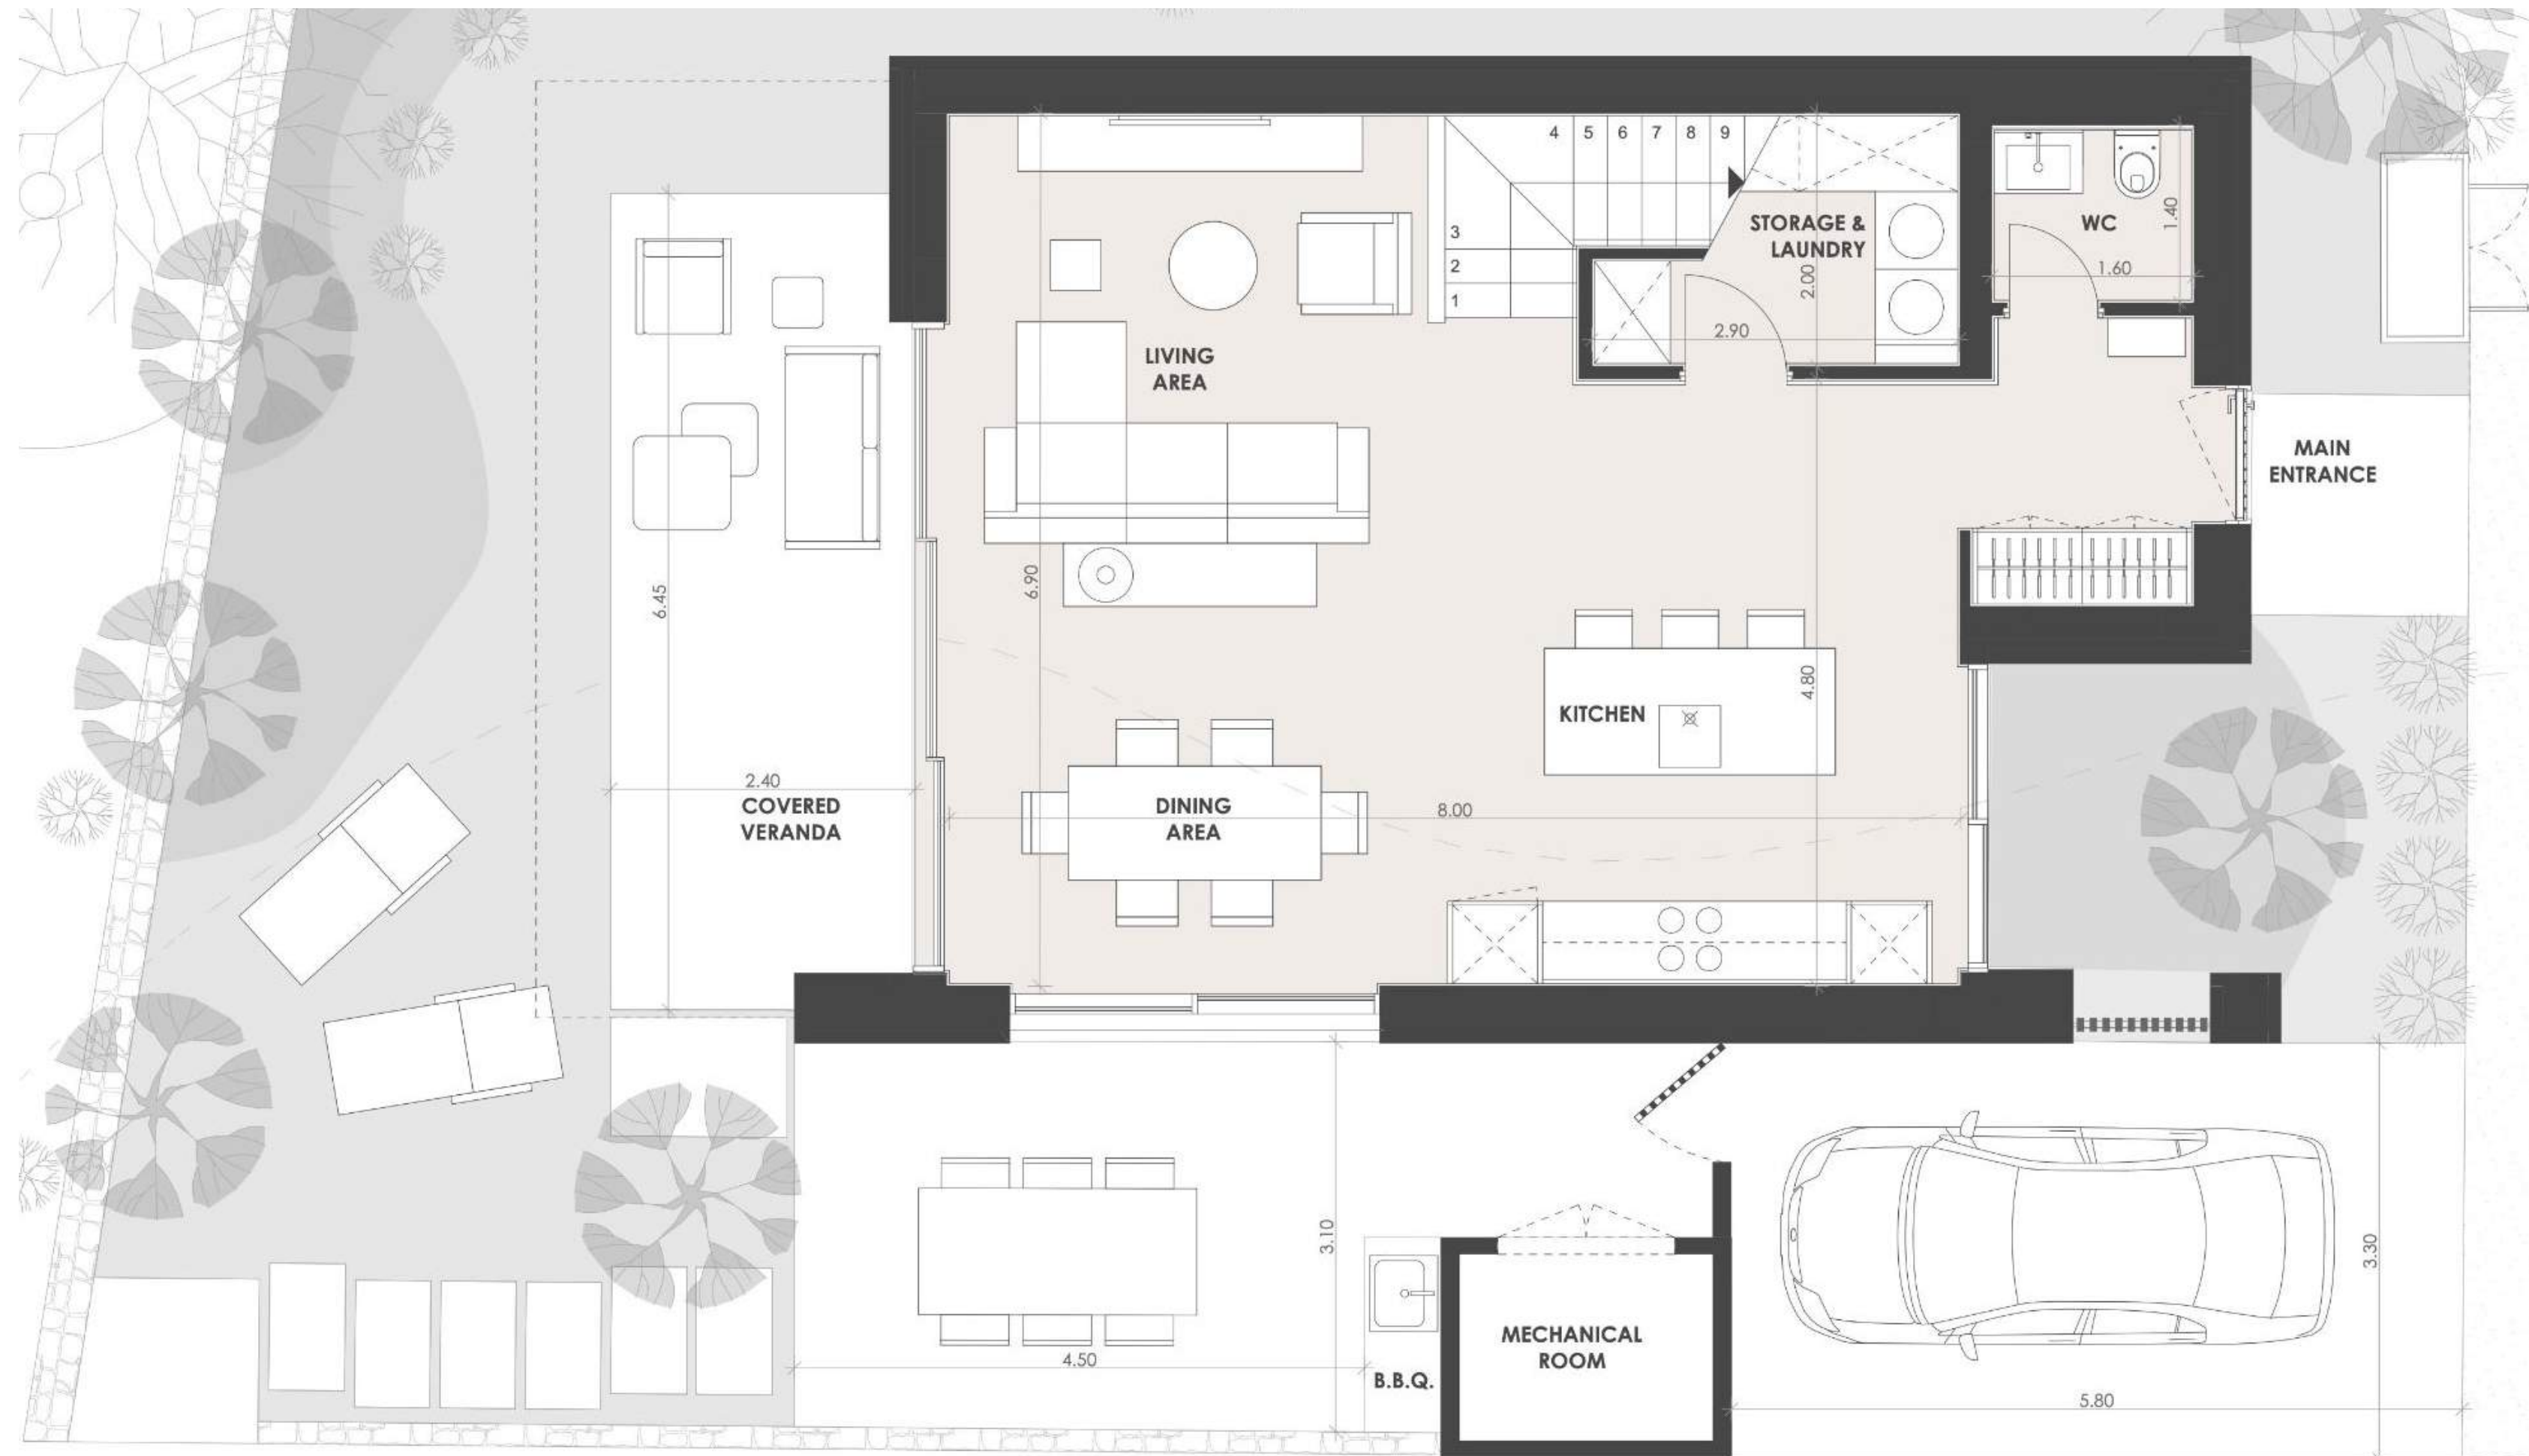 4 5 6 7 8 9
3
2
1
STORAGE &
LAUNDRY
2.00
2.90
WC
1.40
1.60
LIVING
AREA
MAIN
ENTRANCE
6.45
6.90
4.80
KITCHEN
2.40
COVERED
VERANDA
DINING
AREA
8.00
3.10
4.50
B.B.Q.
MECHANICAL
ROOM
3.30
5.80